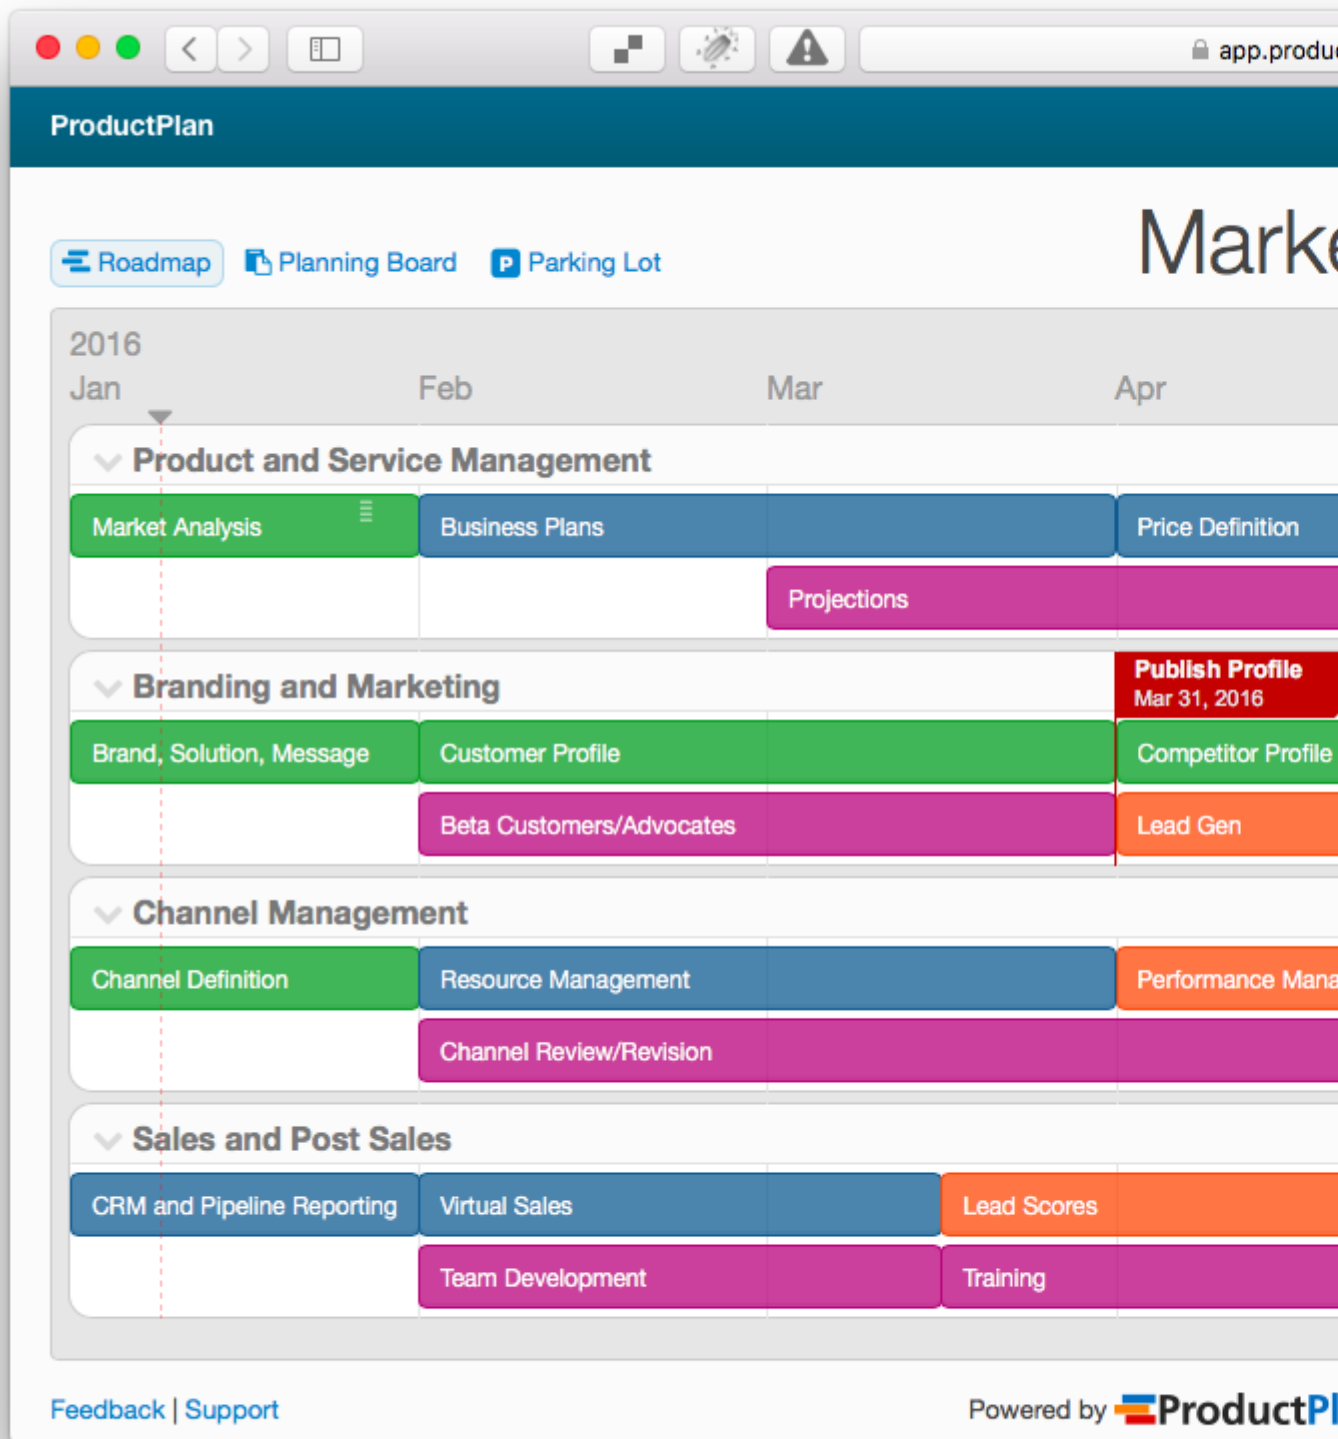 app.produ
ProductPlan
Roadmap Planning Board P Parking Lot
Marke
2016
Jan Feb Mar Apr
Product and Service Management
Market Analysis Business Plans Price Definition
Projections
Branding and Marketing
Publish Profile
Mar 31, 2016
Brand, Solution, Message Customer Profile Competitor Profile
Beta Customers/Advocates Lead Gen
Channel Management
Channel Definition Resource Management Performance Mana
Channel Review/Revision
Sales and Post Sales
CRM and Pipeline Reporting Virtual Sales Lead Scores
Team Development Training
Feedback | Support
Powered by ProductPl